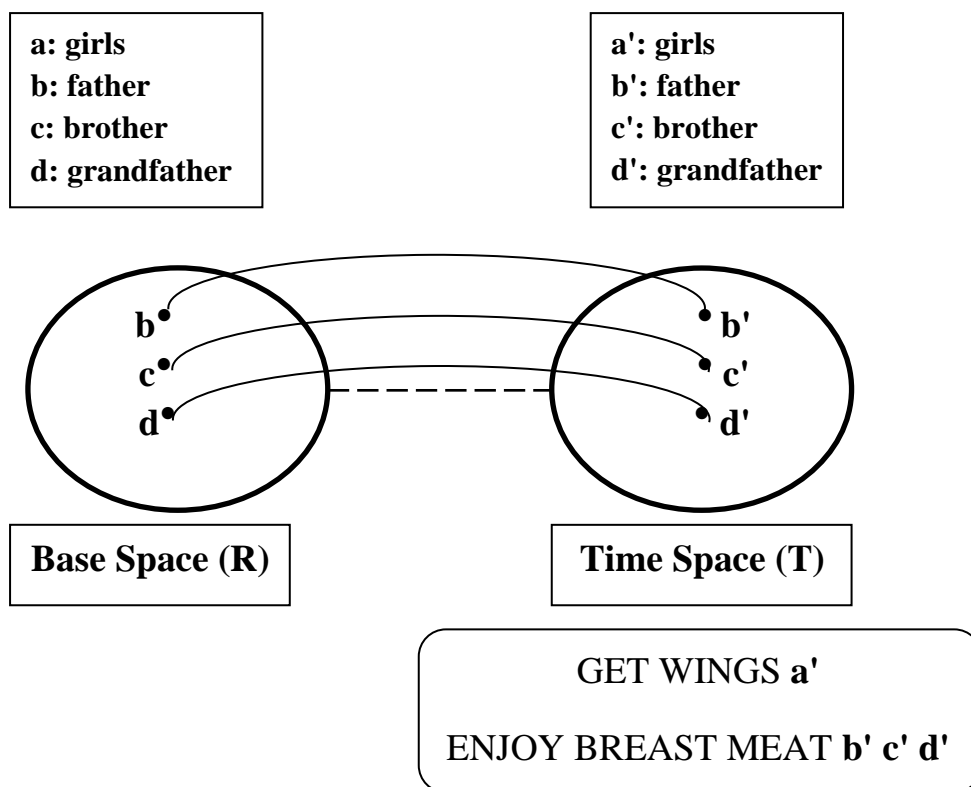 a: girls
b: father
c: brother
d: grandfather
a': girls
b': father
c': brother
d': grandfather
b
c
d
b'
c'
d'
Base Space (R)
Time Space (T)
GET WINGS a'
ENJOY BREAST MEAT b' c' d'